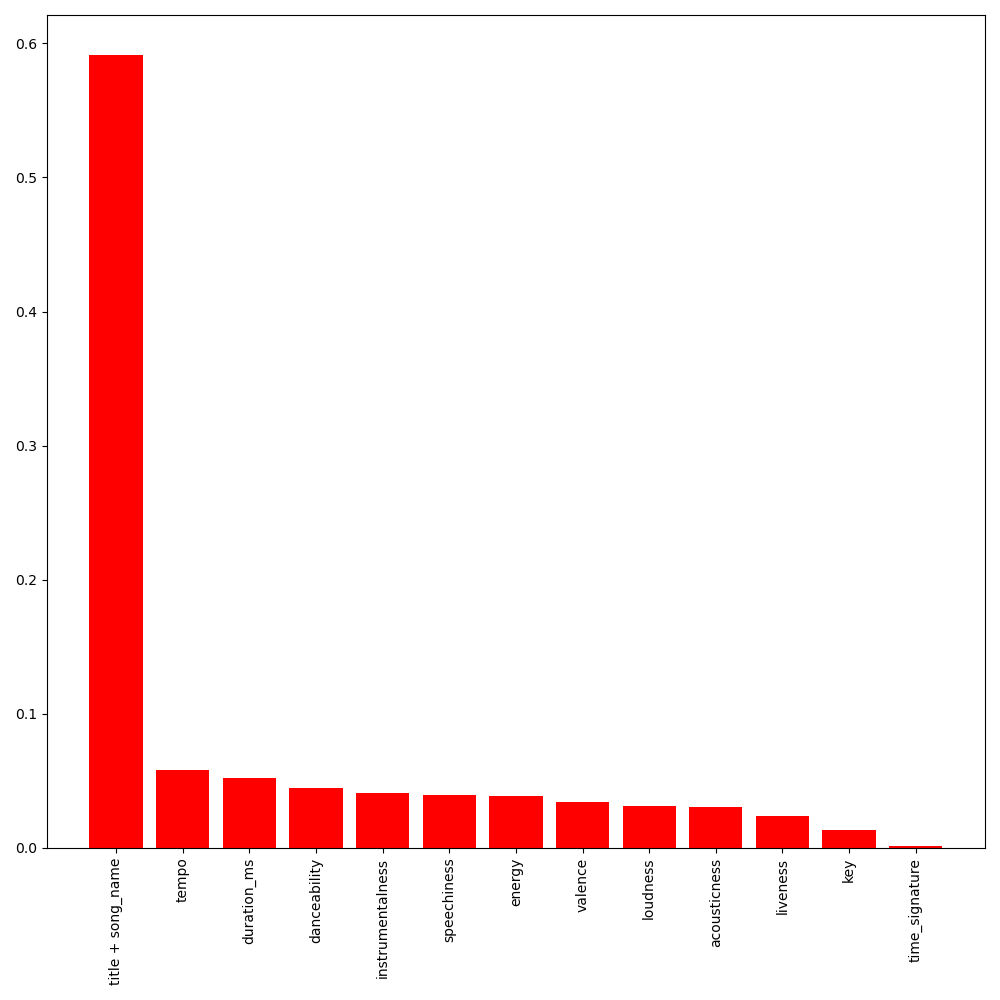 0.6
0.5
0.4
0.3
0.2
0.1
0.0
title + song_name
tempo
duration_ms
danceability
instrumentalness
speechiness
energy
valence
loudness
acousticness
liveness
key
time_signature